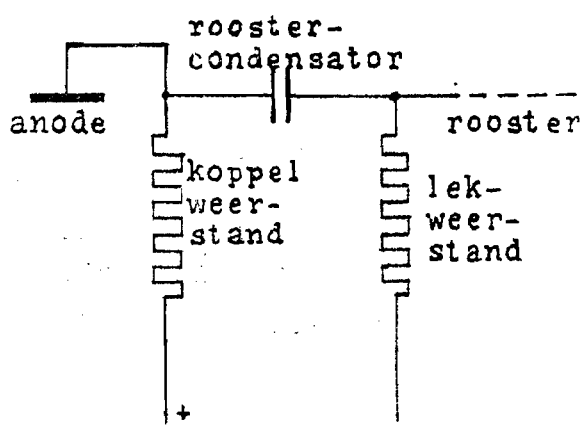 rooster-
condensator
anode
rooster
koppel
weer-
stand
lek-
weer-
stand
+